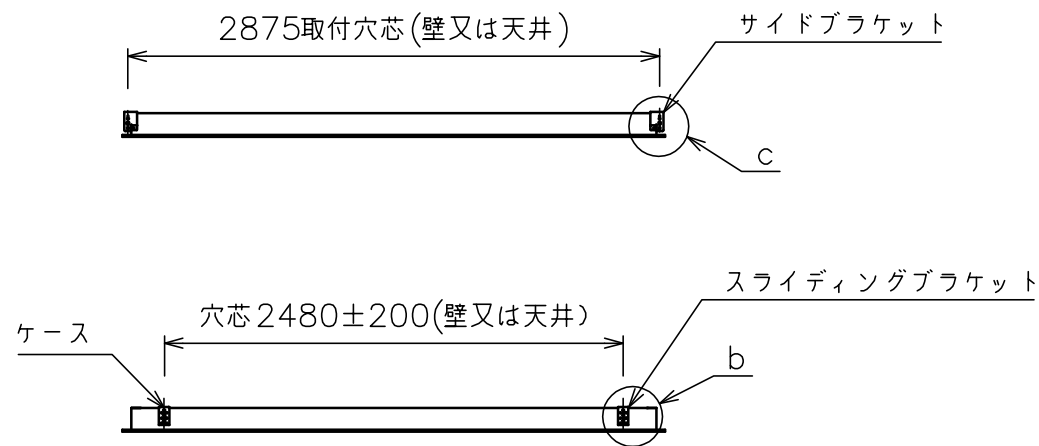 サイドブラケット
2875取付穴芯(壁又は天井)
c
スライディングブラケット
穴芯2480±200(壁又は天井)
ケース
b